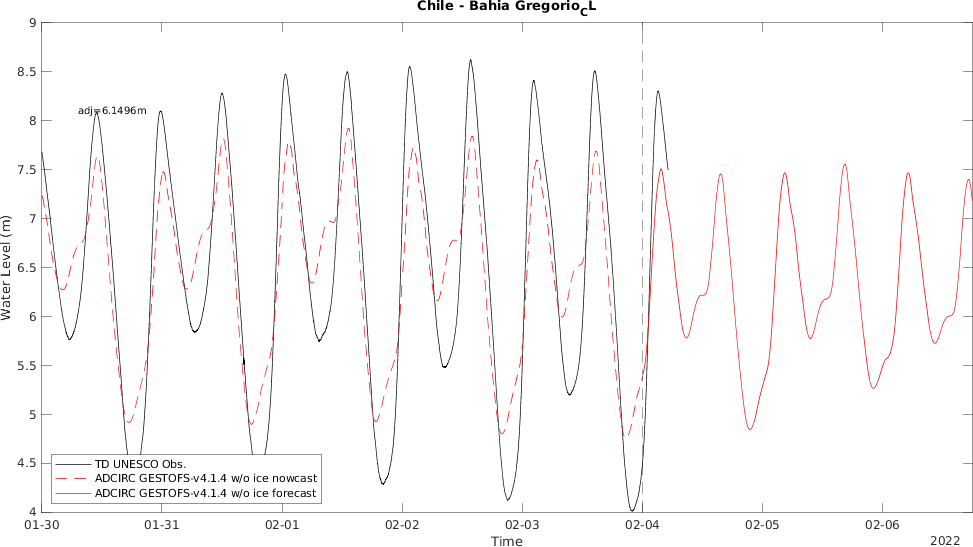 Chile - Bahia Gregorio_CL
9
8.5
8
7.5
7
6.5
6
5.5
5
4.5
4
Water Level (m)
adj=6.1496m
TD UNESCO Obs.
ADCIRC GESTOFS-v4.1.4 w/o ice nowcast
ADCIRC GESTOFS-v4.1.4 w/o ice forecast
01-30 01-31 02-01 02-02 02-03 02-04 02-05 02-06
Time
2022